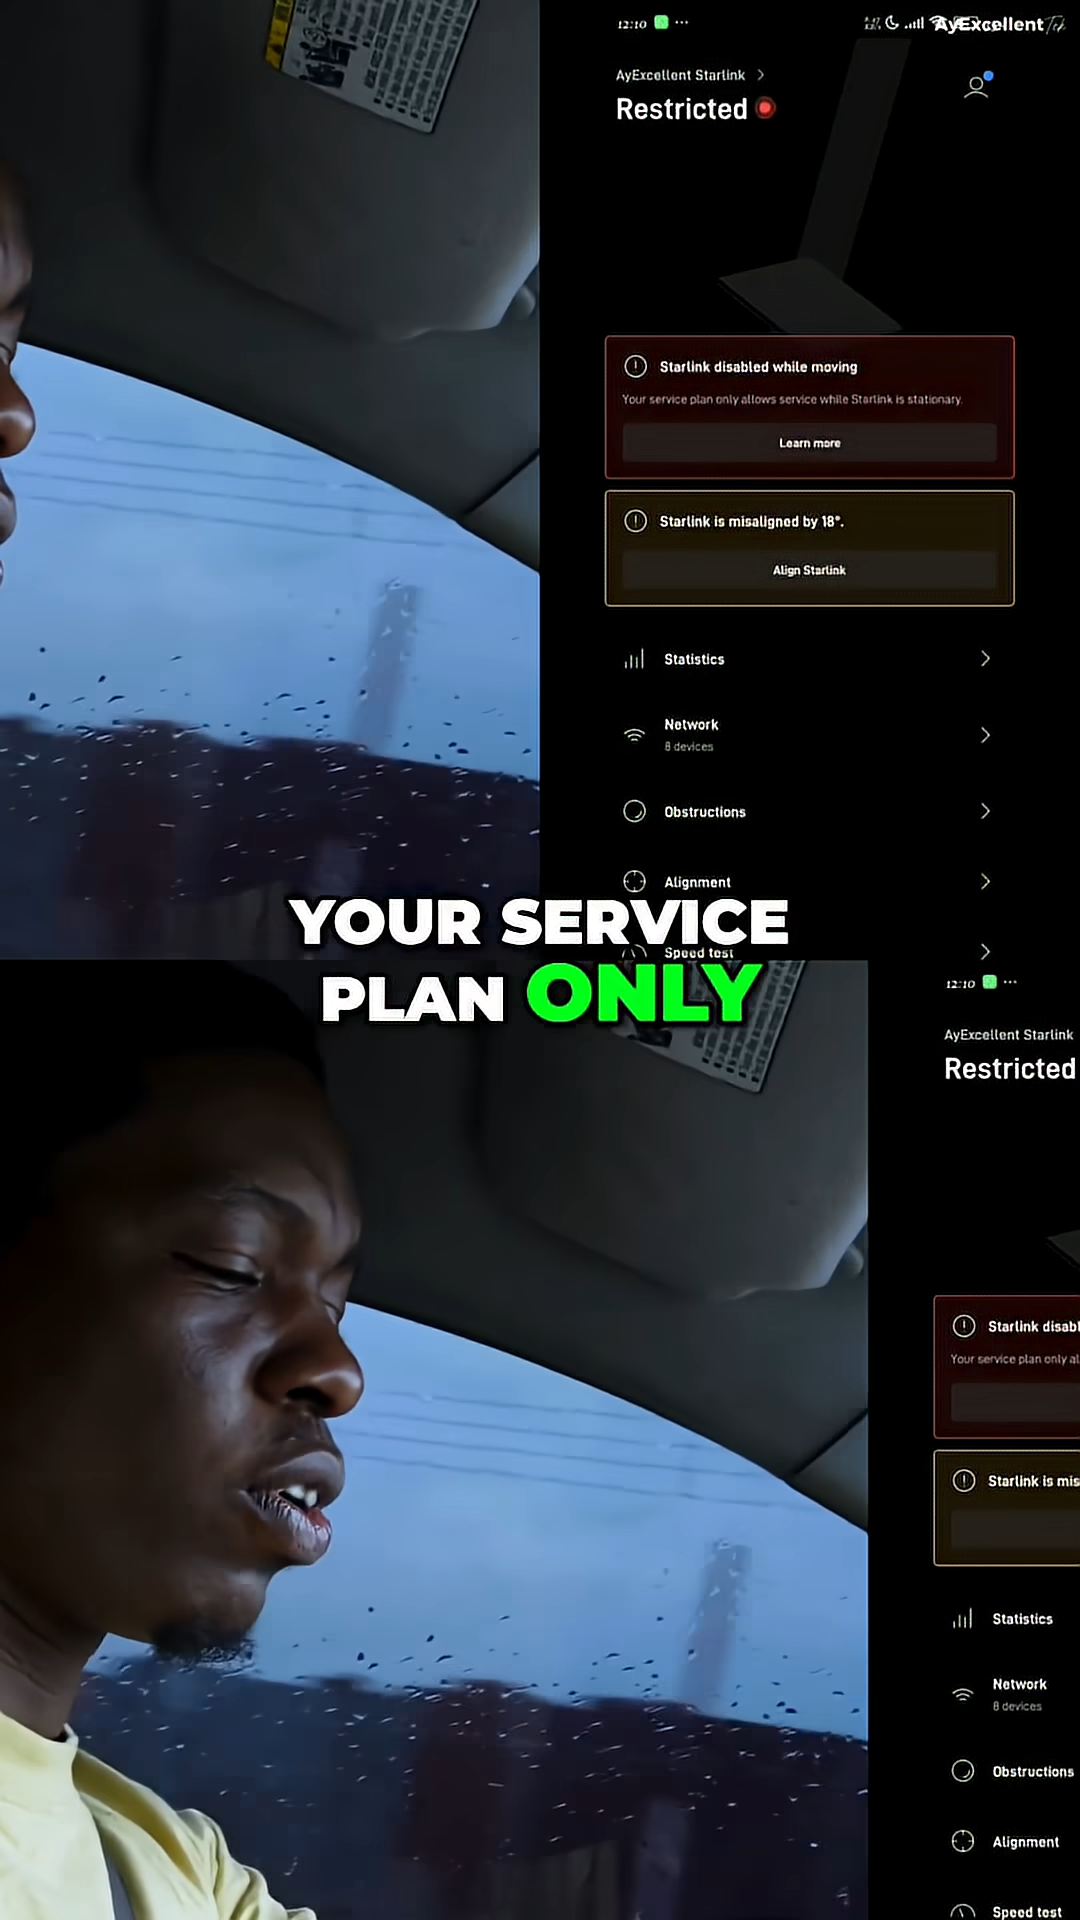 12:10
AyExcellent Tek
AyExcellent Starlink
Restricted
Starlink disabled while moving
Your service plan only allows service while Starlink is stationary.
Learn more
Starlink is misaligned by 18°.
Align Starlink
Statistics
Network
8 devices
Obstructions
Alignment
Speed test
YOUR SERVICE
PLAN ONLY
12:10
AyExcellent Starlink
Restricted
Starlink disabl
Your service plan only al
Starlink is mis
Statistics
Network
8 devices
Obstructions
Alignment
Speed test